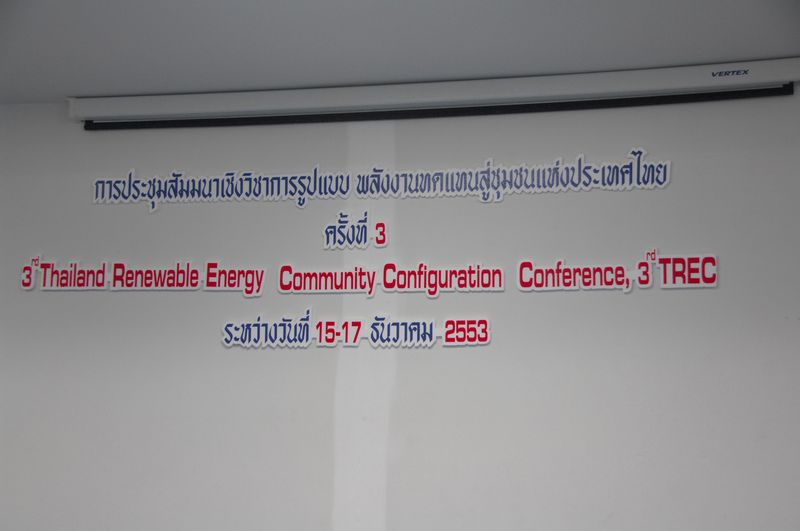 VERTEX
การประชุมสัมมนาเชิงวิชาการรูปแบบ พลังงานทดแทนสู่ชุมชนแห่งประเทศไทย
ครั้งที่ 3
3rd Thailand Renewable Energy Community Configuration Conference, 3rd TREC
ระหว่างวันที่ 15-17 ธันวาคม 2553